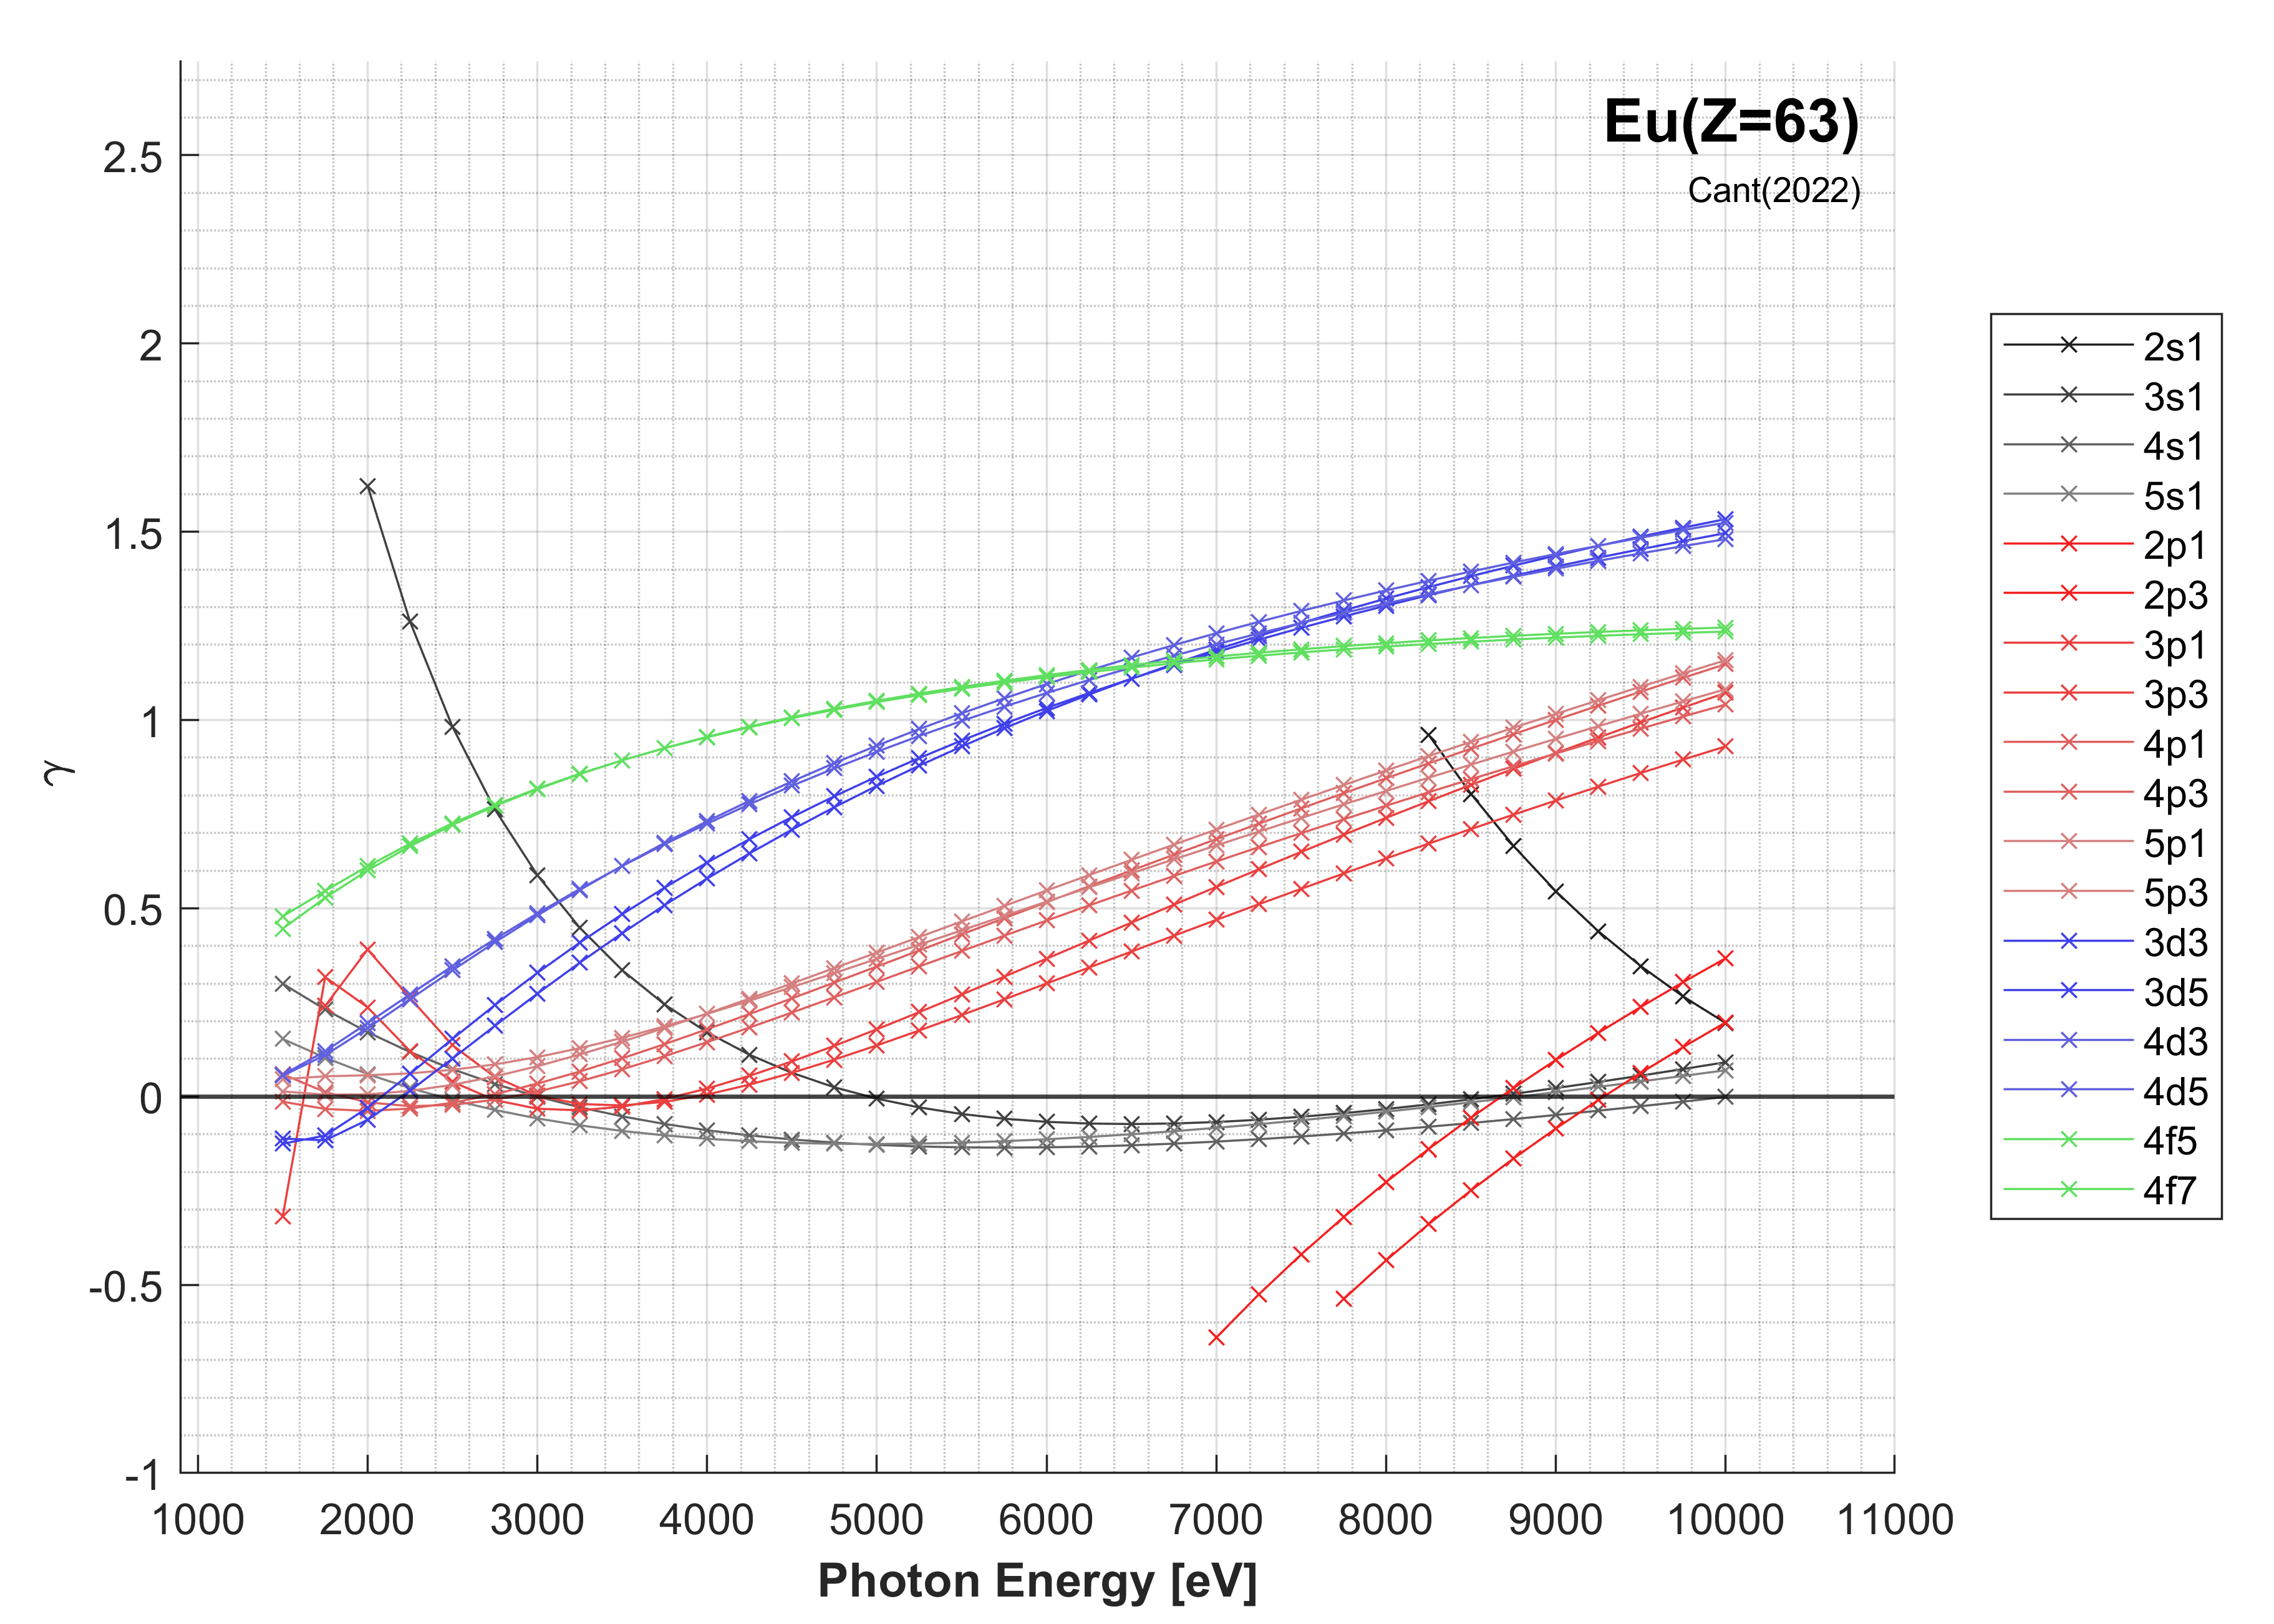 Eu(Z=63)
Cant(2022)
2.5
2
1.5
1
0.5
0
-0.5
-1
γ
1000 2000 3000 4000 5000 6000 7000 8000 9000 10000 11000
Photon Energy [eV]
2s1
3s1
4s1
5s1
2p1
2p3
3p1
3p3
4p1
4p3
5p1
5p3
3d3
3d5
4d3
4d5
4f5
4f7